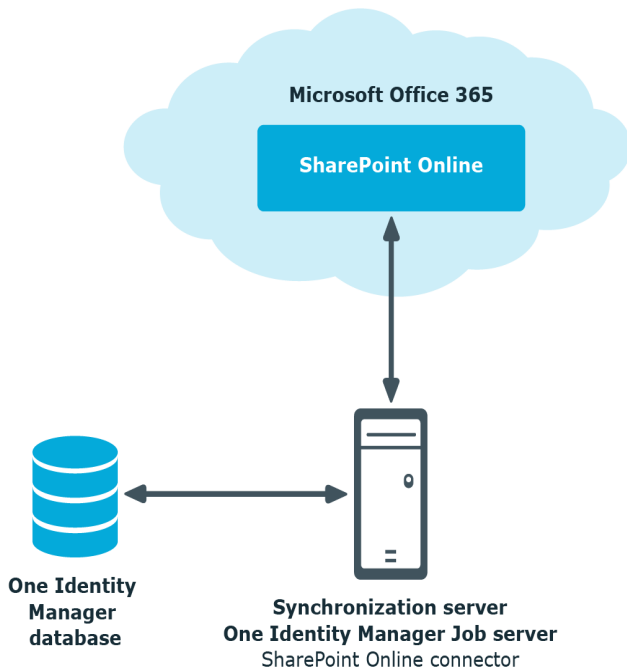 Microsoft Office 365
SharePoint Online
One Identity
Manager
database
Synchronization server
One Identity Manager Job server
SharePoint Online connector